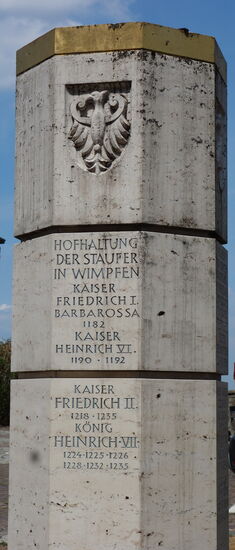 HOFHALTUNG
DER STAUFER
IN WIMPFEN
KAISER
FRIEDRICH I.
BARBAROSSA
1182
KAISER
HEINRICH VI.
1190 · 1192
KAISER
FRIEDRICH II.
1218 · 1235
KÖNIG
HEINRICH·VII·
1224·1225·1226
1228·1232·1235